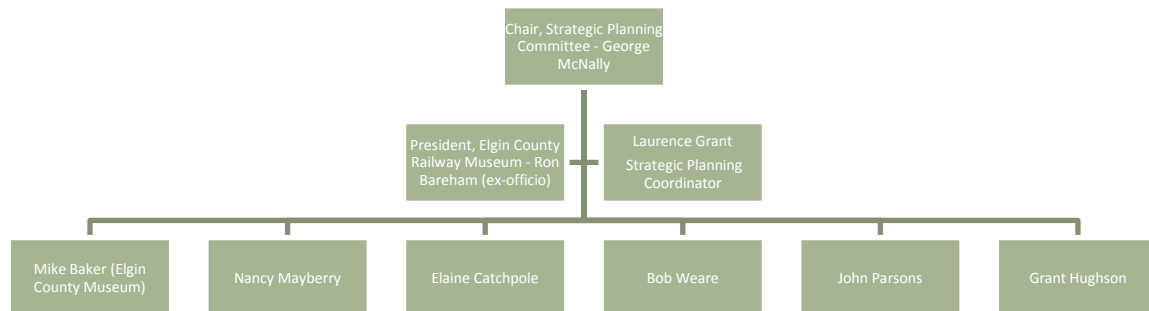 Chair, Strategic Planning
Committee - George
McNally
President, Elgin County
Railway Museum - Ron
Bareham (ex-officio)
Laurence Grant
Strategic Planning
Coordinator
Mike Baker (Elgin
County Museum)
Nancy Mayberry
Elaine Catchpole
Bob Weare
John Parsons
Grant Hughson